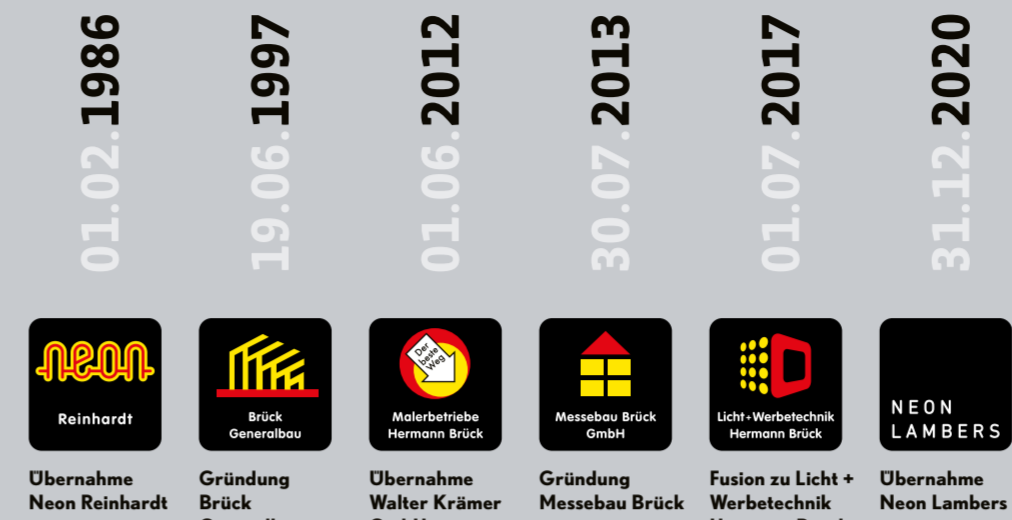 01.02.1986
19.06.1997
01.06.2012
30.07.2013
01.07.2017
31.12.2020
neon
Reinhardt
Brück
Generalbau
Der
beste
Weg
Malerbetriebe
Hermann Brück
Messebau Brück
GmbH
Licht+Werbetechnik
Hermann Brück
NEON
LAMBERS
Übernahme
Neon Reinhardt
Gründung
Brück
Übernahme
Walter Krämer
Gründung
Messebau Brück
Fusion zu Licht +
Werbetechnik
Übernahme
Neon Lambers